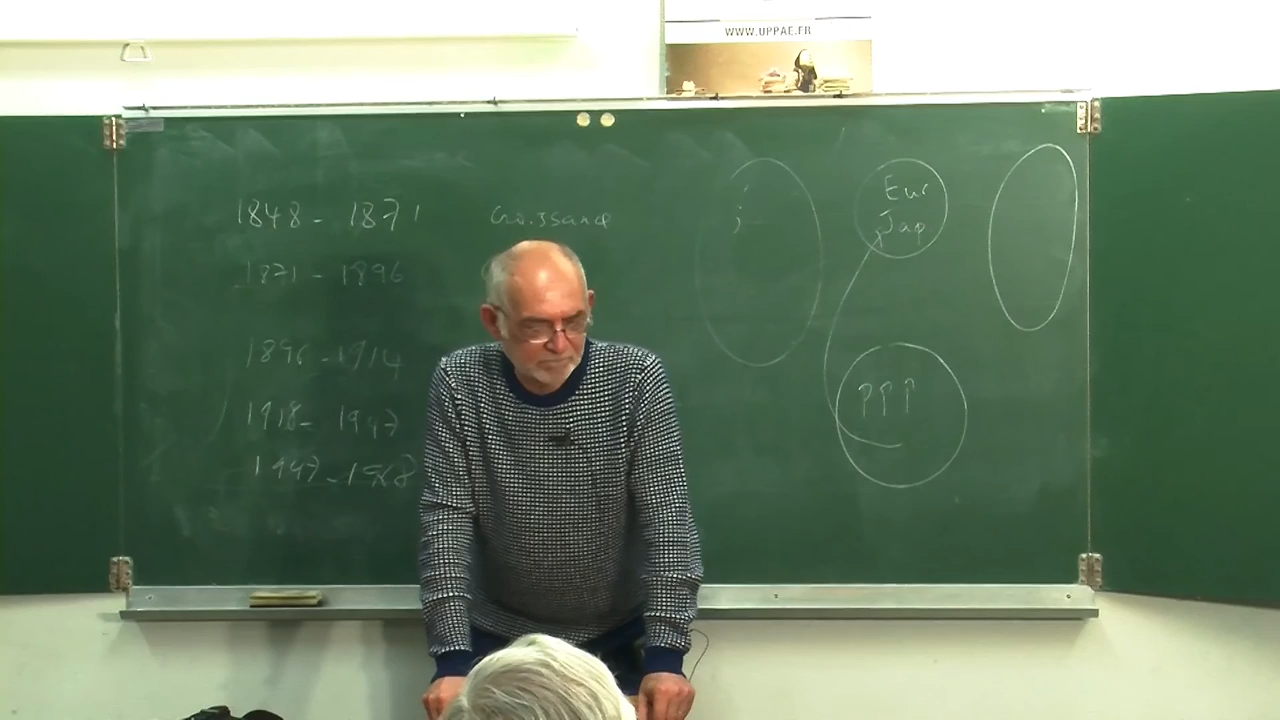 WWW.UPPAE.FR
1848 - 1871 Croissance
1871 - 1896
1896 - 1914
1918 - 1947
1947 - 1968
Eur
Jap
PPP